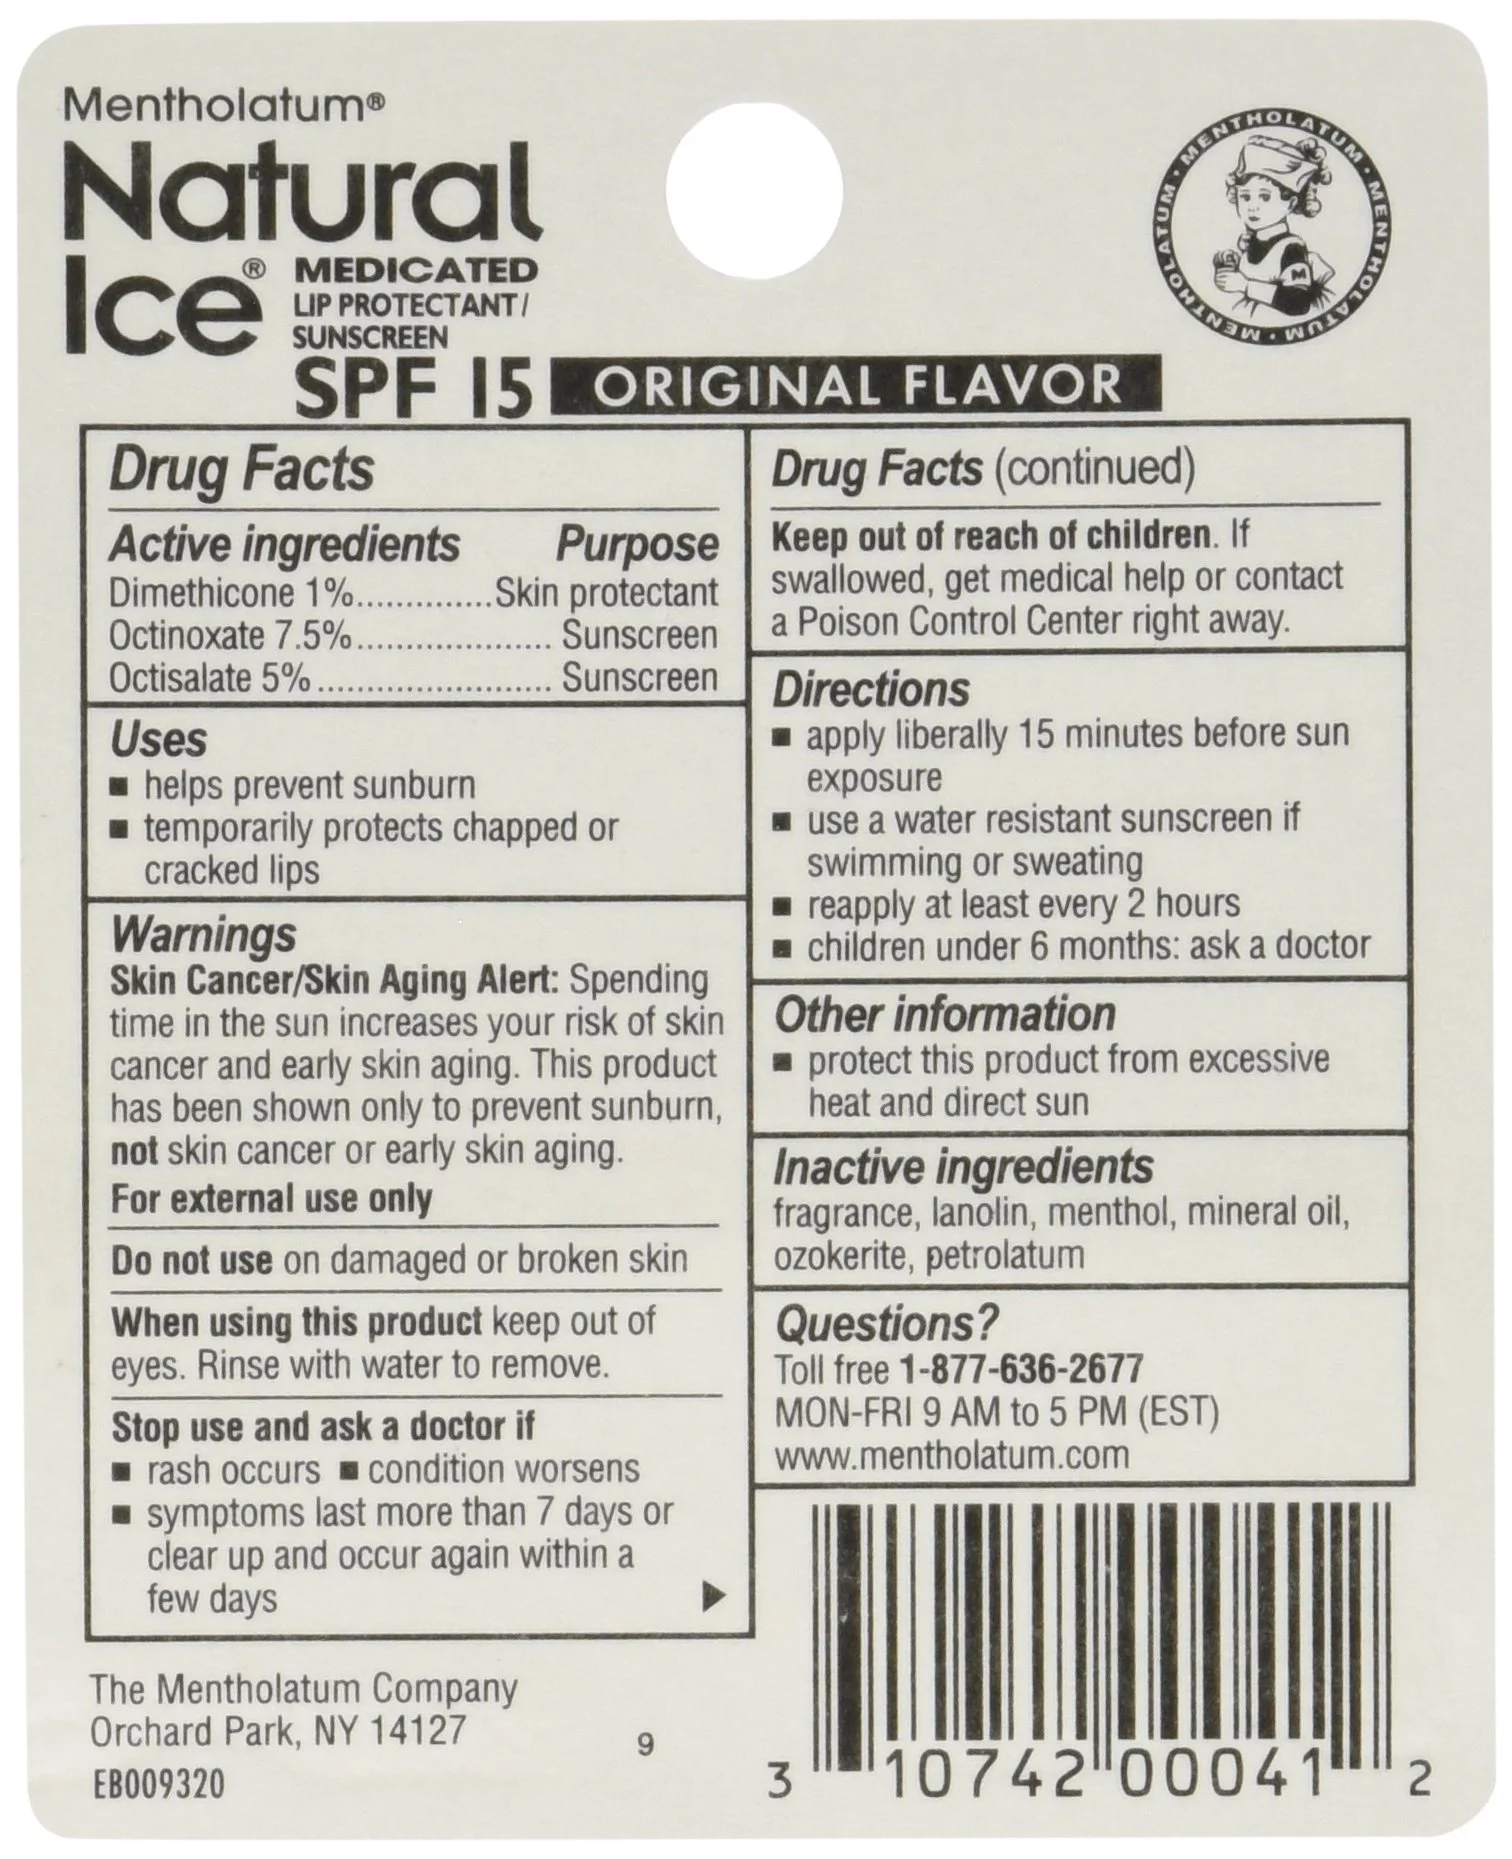 Mentholatum®
Natural
Ice®
MEDICATED
LIP PROTECTANT/
SUNSCREEN
SPF 15
ORIGINAL FLAVOR
MENTHOLATUM · MENTHOLATUM · MENTHOLATUM · MENTHOLATUM ·
M
Drug Facts
Active ingredients Purpose
Dimethicone 1%..............Skin protectant
Octinoxate 7.5%.................... Sunscreen
Octisalate 5%........................ Sunscreen
Uses
■ helps prevent sunburn
■ temporarily protects chapped or
cracked lips
Warnings
Skin Cancer/Skin Aging Alert: Spending
time in the sun increases your risk of skin
cancer and early skin aging. This product
has been shown only to prevent sunburn,
not skin cancer or early skin aging.
For external use only
Do not use on damaged or broken skin
When using this product keep out of
eyes. Rinse with water to remove.
Stop use and ask a doctor if
■ rash occurs ■ condition worsens
■ symptoms last more than 7 days or
clear up and occur again within a
few days
Drug Facts (continued)
Keep out of reach of children. If
swallowed, get medical help or contact
a Poison Control Center right away.
Directions
■ apply liberally 15 minutes before sun
exposure
■ use a water resistant sunscreen if
swimming or sweating
■ reapply at least every 2 hours
■ children under 6 months: ask a doctor
Other information
■ protect this product from excessive
heat and direct sun
Inactive ingredients
fragrance, lanolin, menthol, mineral oil,
ozokerite, petrolatum
Questions?
Toll free 1-877-636-2677
MON-FRI 9 AM to 5 PM (EST)
www.mentholatum.com
The Mentholatum Company
Orchard Park, NY 14127
9
EB009320
3 10742 00041 2